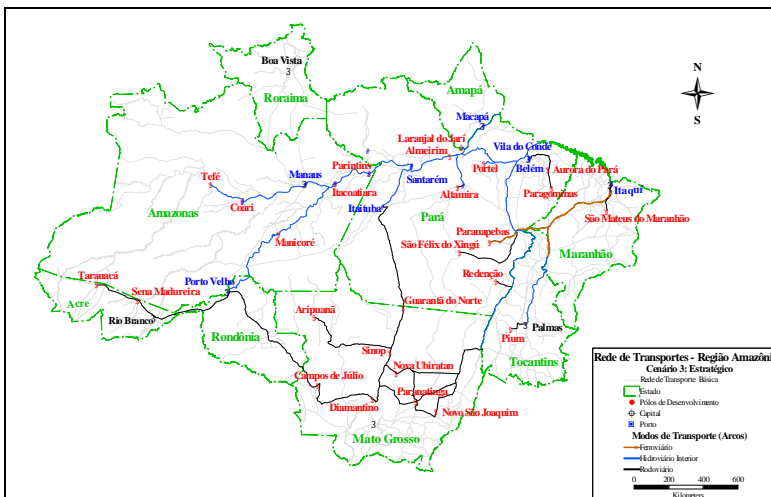 N
S
Boa Vista
3
Roraima
Amapá
Macapá
3
Laranjal do Jari
Almeirim
Vila do Conde
Parintins
Portel
Belém
Aurora do Pará
Tefé
Manaus
Itacoatiara
Santarém
Altamira
Paragominas
Itaqui
Coari
Itaituba
São Mateus do Maranhão
Amazonas
Pará
Parauapebas
Manicoré
São Félix do Xingú
Maranhão
Tarauacá
Sena Madureira
Porto Velho
Redenção
Acre
Rio Branco
Aripuanã
Guarantã do Norte
Rondônia
Palmas
Pium
Sinop
Nova Ubiratan
Tocantins
Campos de Júlio
Paranatinga
Diamantino
Novo São Joaquim
3
Mato Grosso
Rede de Transportes - Região Amazôni
Cenário 3: Estratégico
Rede de Transporte Básica
Estado
Pólos de Desenvolvimento
Capital
Porto
Modos de Transporte (Arcos)
Ferroviário
Hidroviário Interior
Rodoviário
0 200 400 600
Kilometers